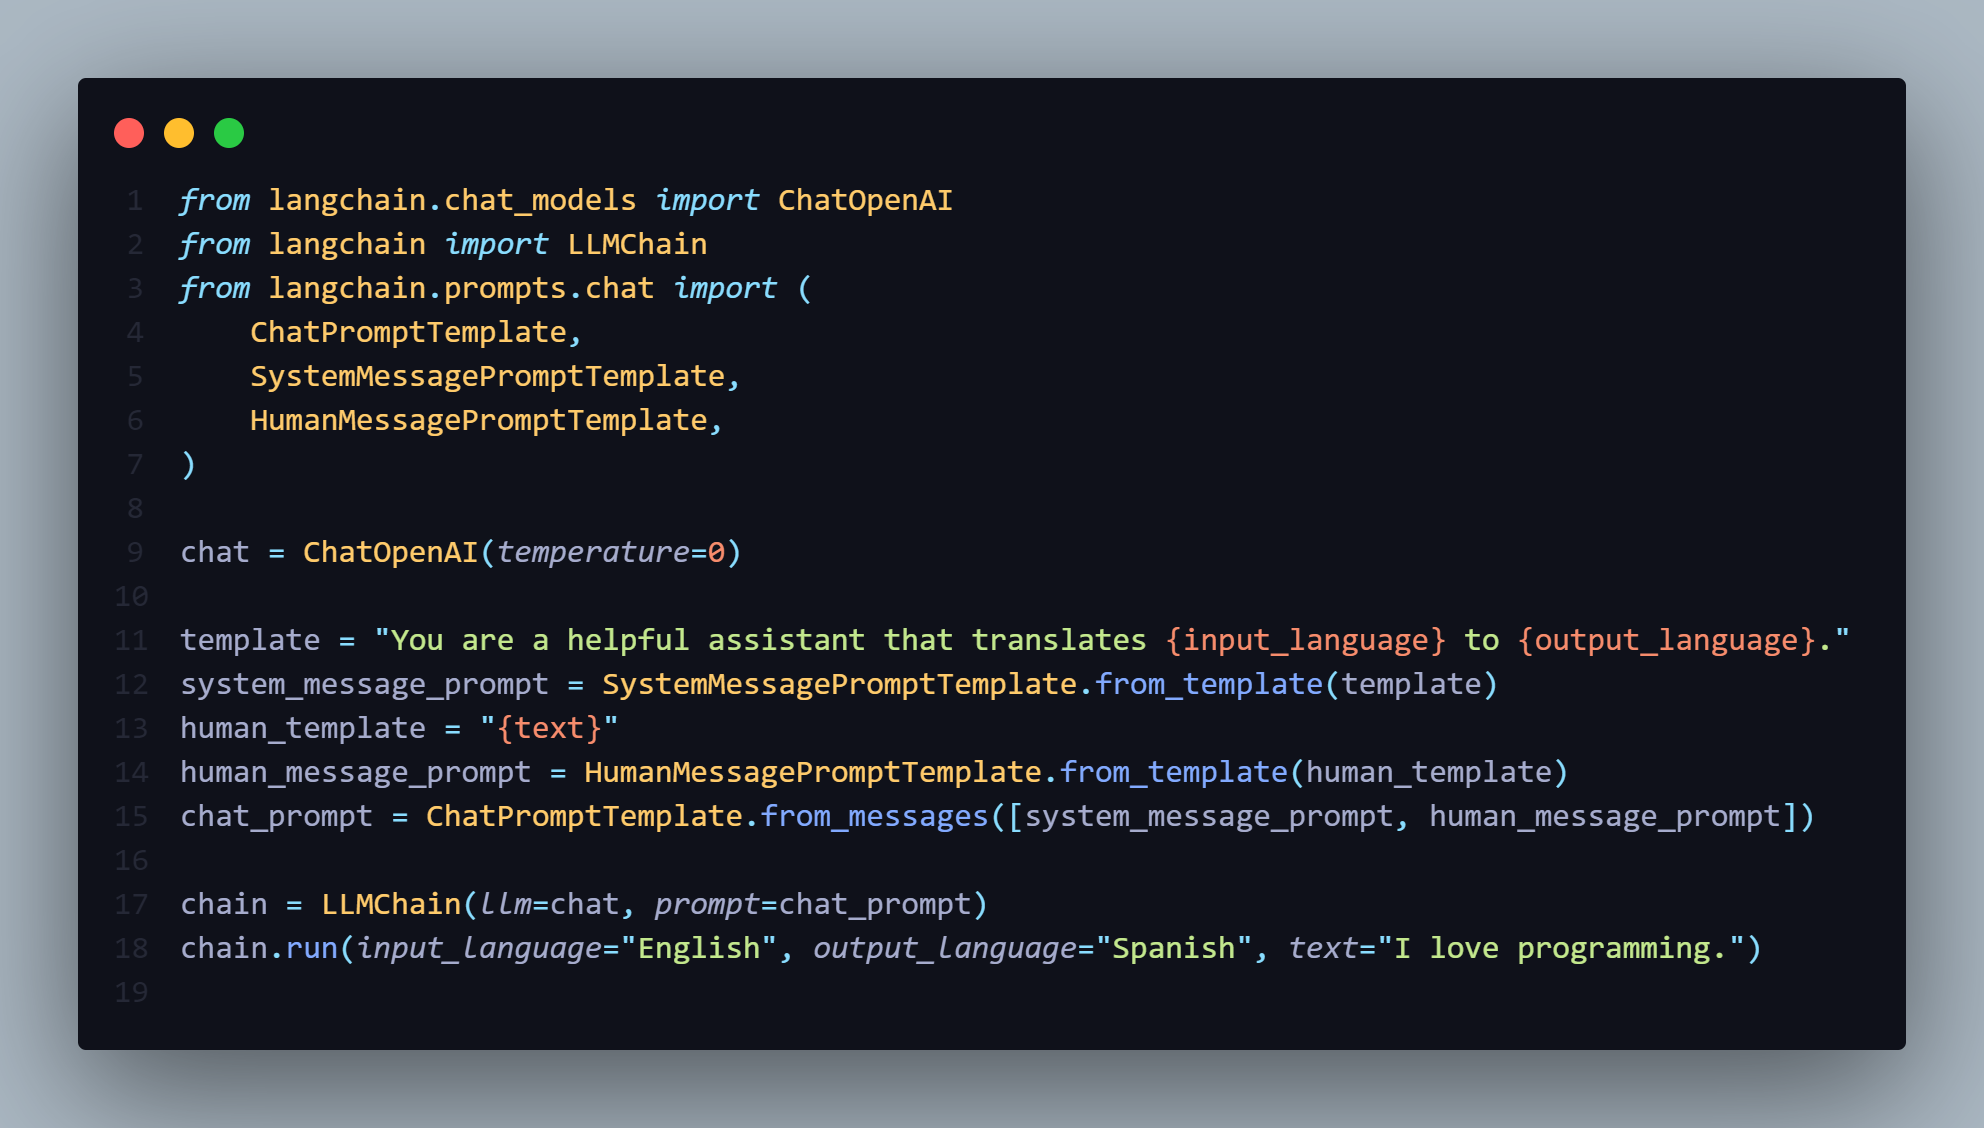 1 from langchain.chat_models import ChatOpenAI
2 from langchain import LLMChain
3 from langchain.prompts.chat import (
4     ChatPromptTemplate,
5     SystemMessagePromptTemplate,
6     HumanMessagePromptTemplate,
7 )
8
9 chat = ChatOpenAI(temperature=0)
10
11 template = "You are a helpful assistant that translates {input_language} to {output_language}."
12 system_message_prompt = SystemMessagePromptTemplate.from_template(template)
13 human_template = "{text}"
14 human_message_prompt = HumanMessagePromptTemplate.from_template(human_template)
15 chat_prompt = ChatPromptTemplate.from_messages([system_message_prompt, human_message_prompt])
16
17 chain = LLMChain(llm=chat, prompt=chat_prompt)
18 chain.run(input_language="English", output_language="Spanish", text="I love programming.")
19